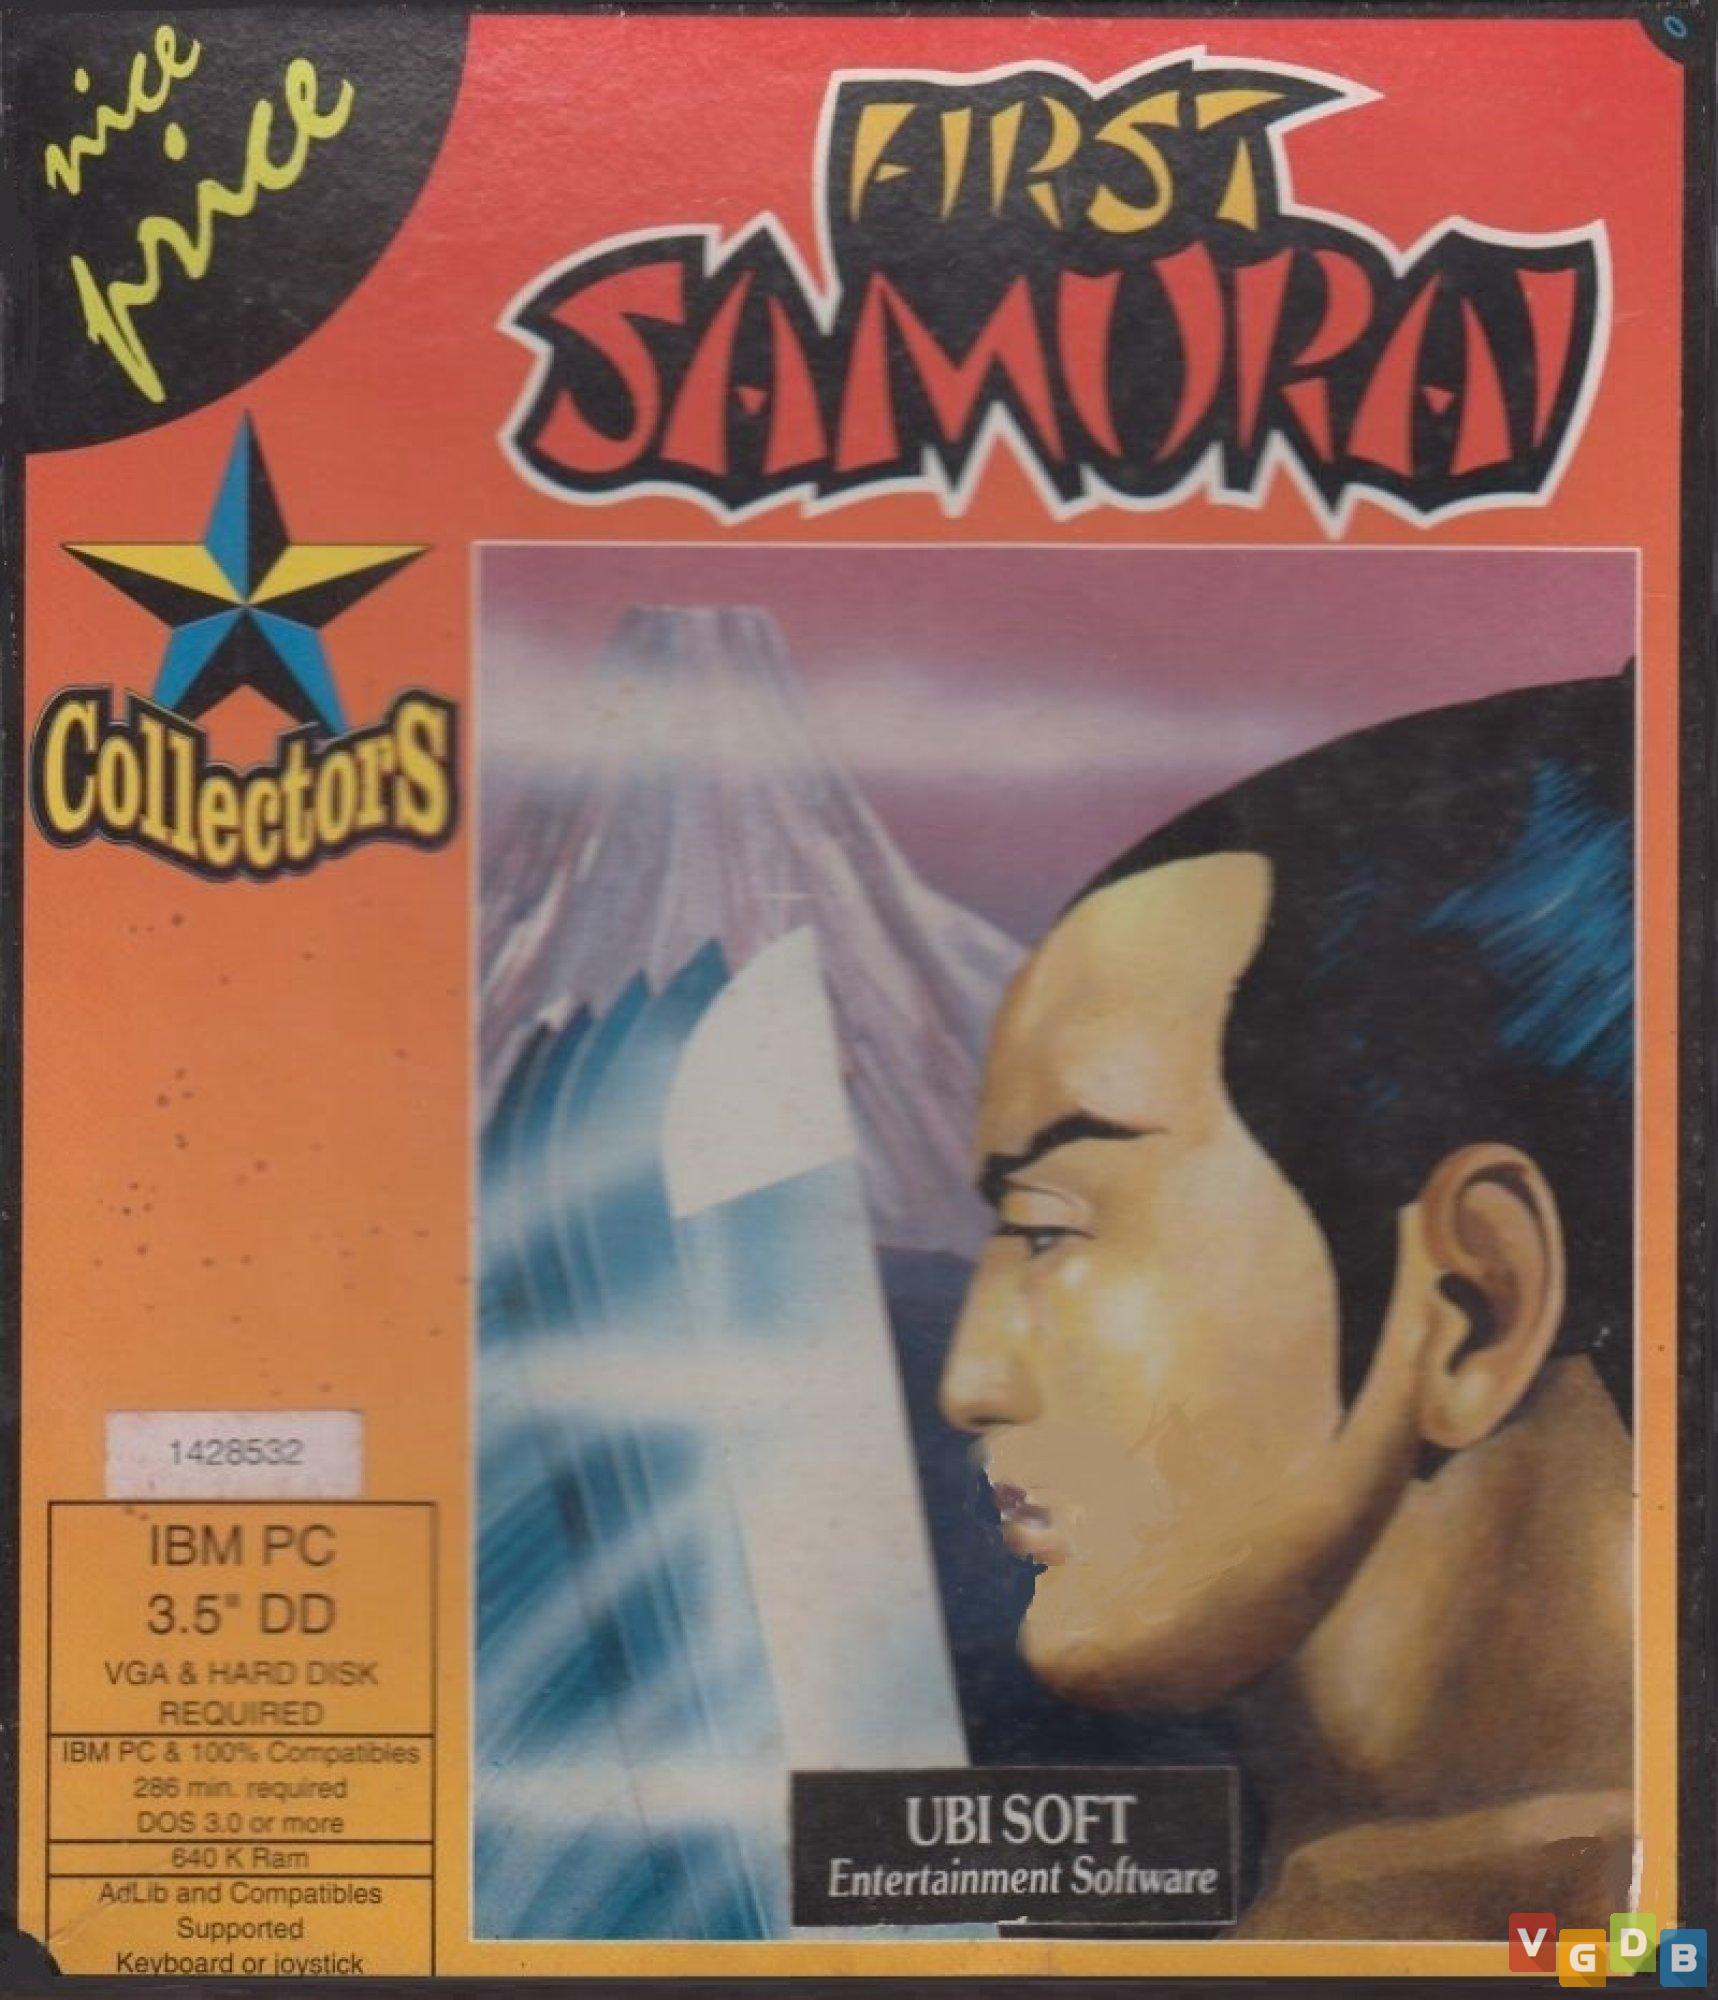 nice
price
FIRST
SAMURAI
Collectors
1428532
IBM PC
3.5" DD
VGA & HARD DISK
REQUIRED
IBM PC & 100% Compatibles
286 min. required
DOS 3.0 or more
640 K Ram
AdLib and Compatibles
Supported
Keyboard or joystick
UBI SOFT
Entertainment Software
VGDB